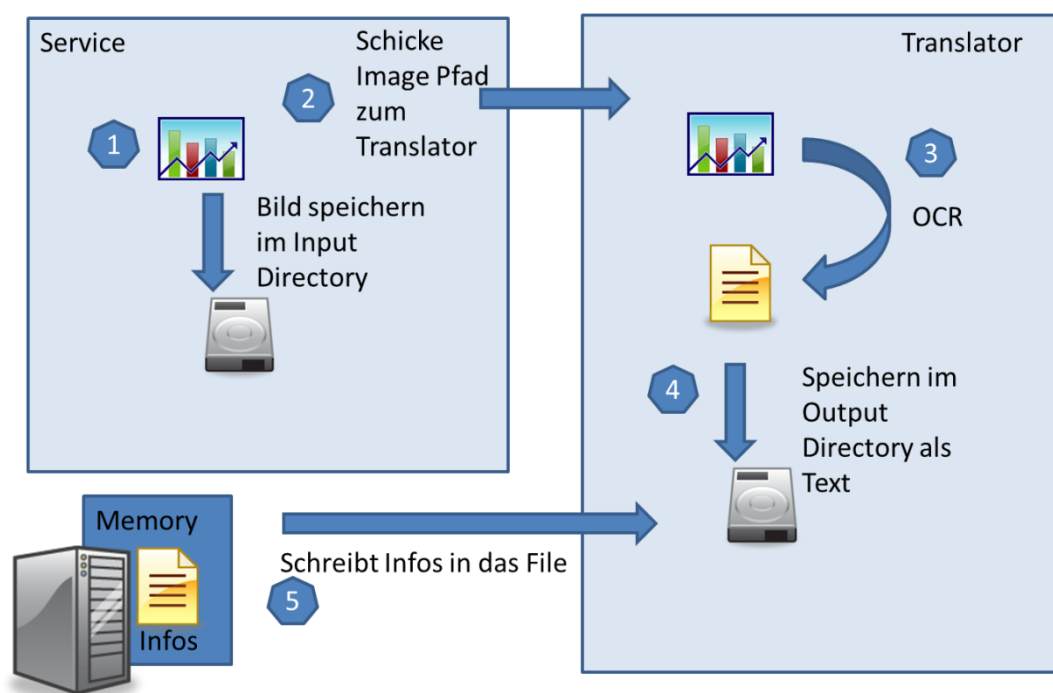 Service
1
2
Schicke
Image Pfad
zum
Translator
Bild speichern
im Input
Directory
Translator
3
OCR
4
Speichern im
Output
Directory als
Text
Memory
Infos
Schreibt Infos in das File
5